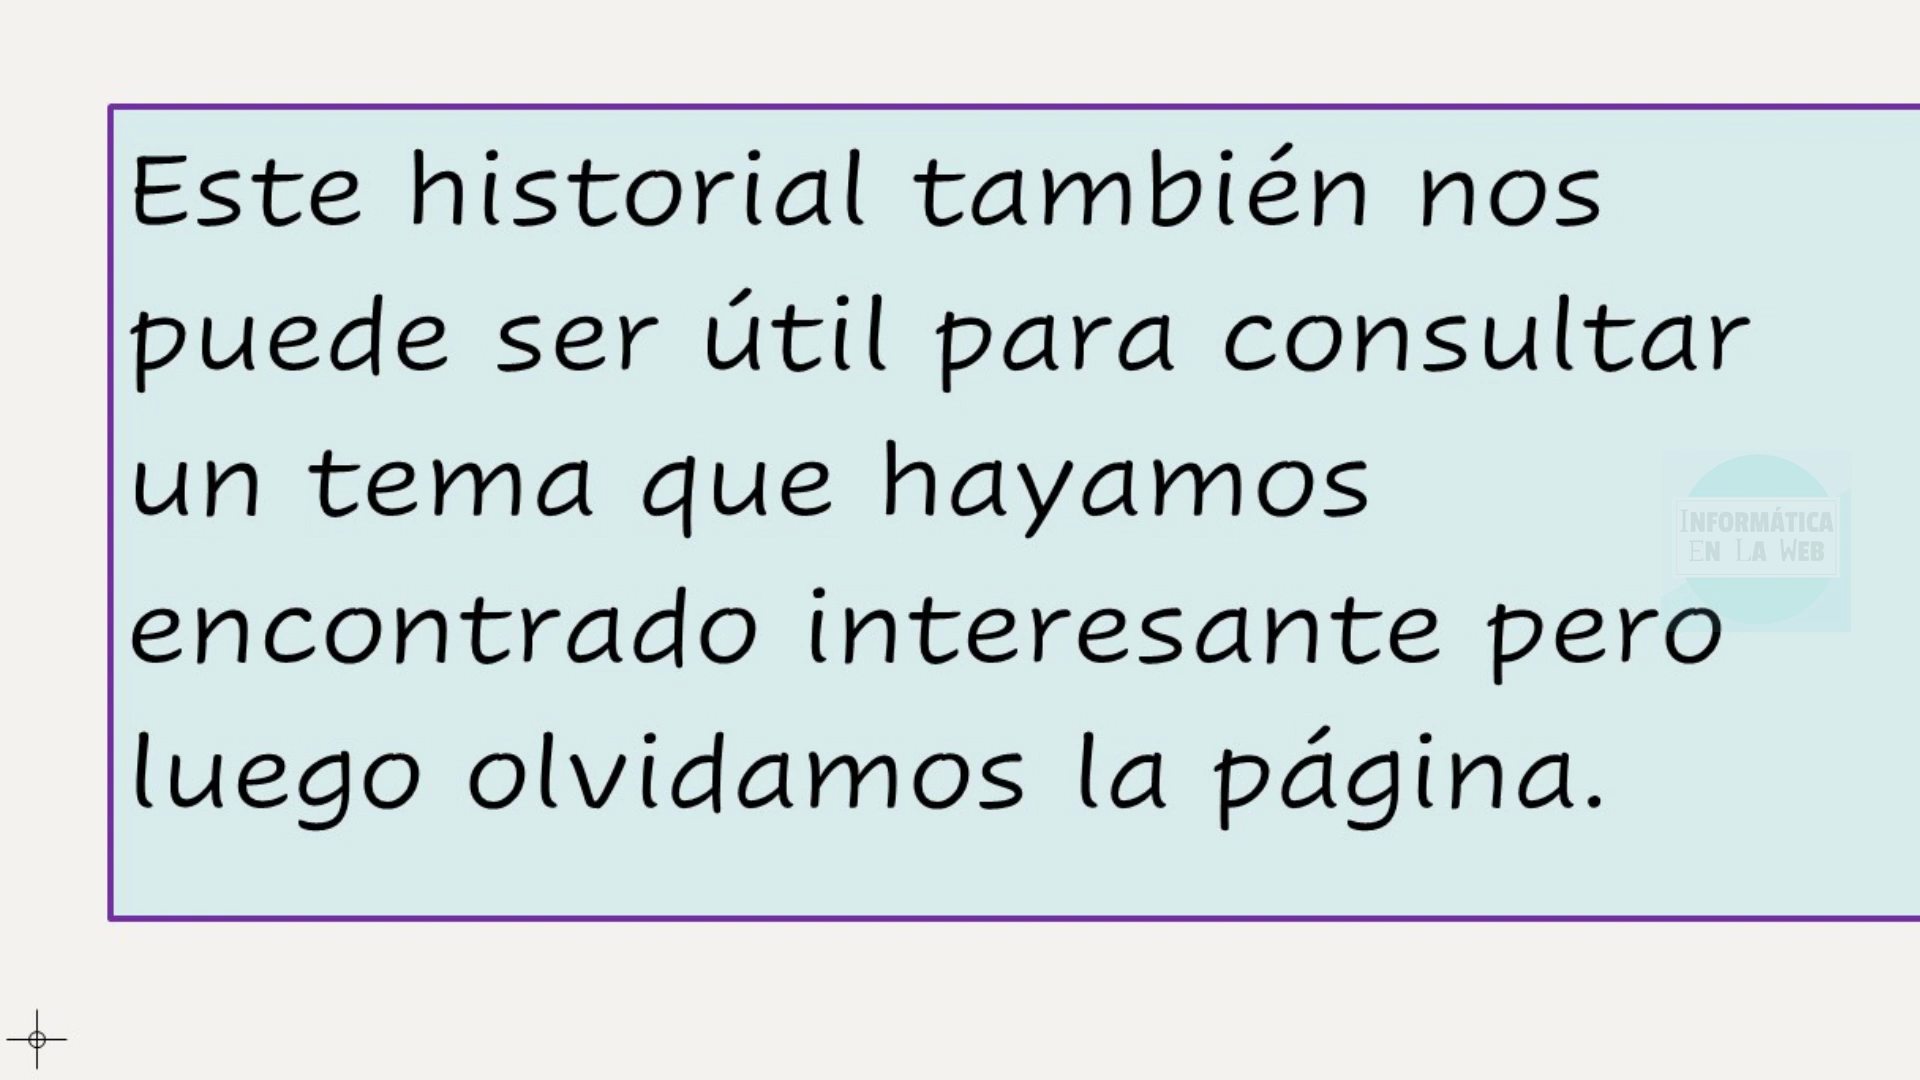 Este historial también nos
puede ser útil para consultar
un tema que hayamos
encontrado interesante pero
luego olvidamos la página.
INFORMÁTICA
EN LA WEB